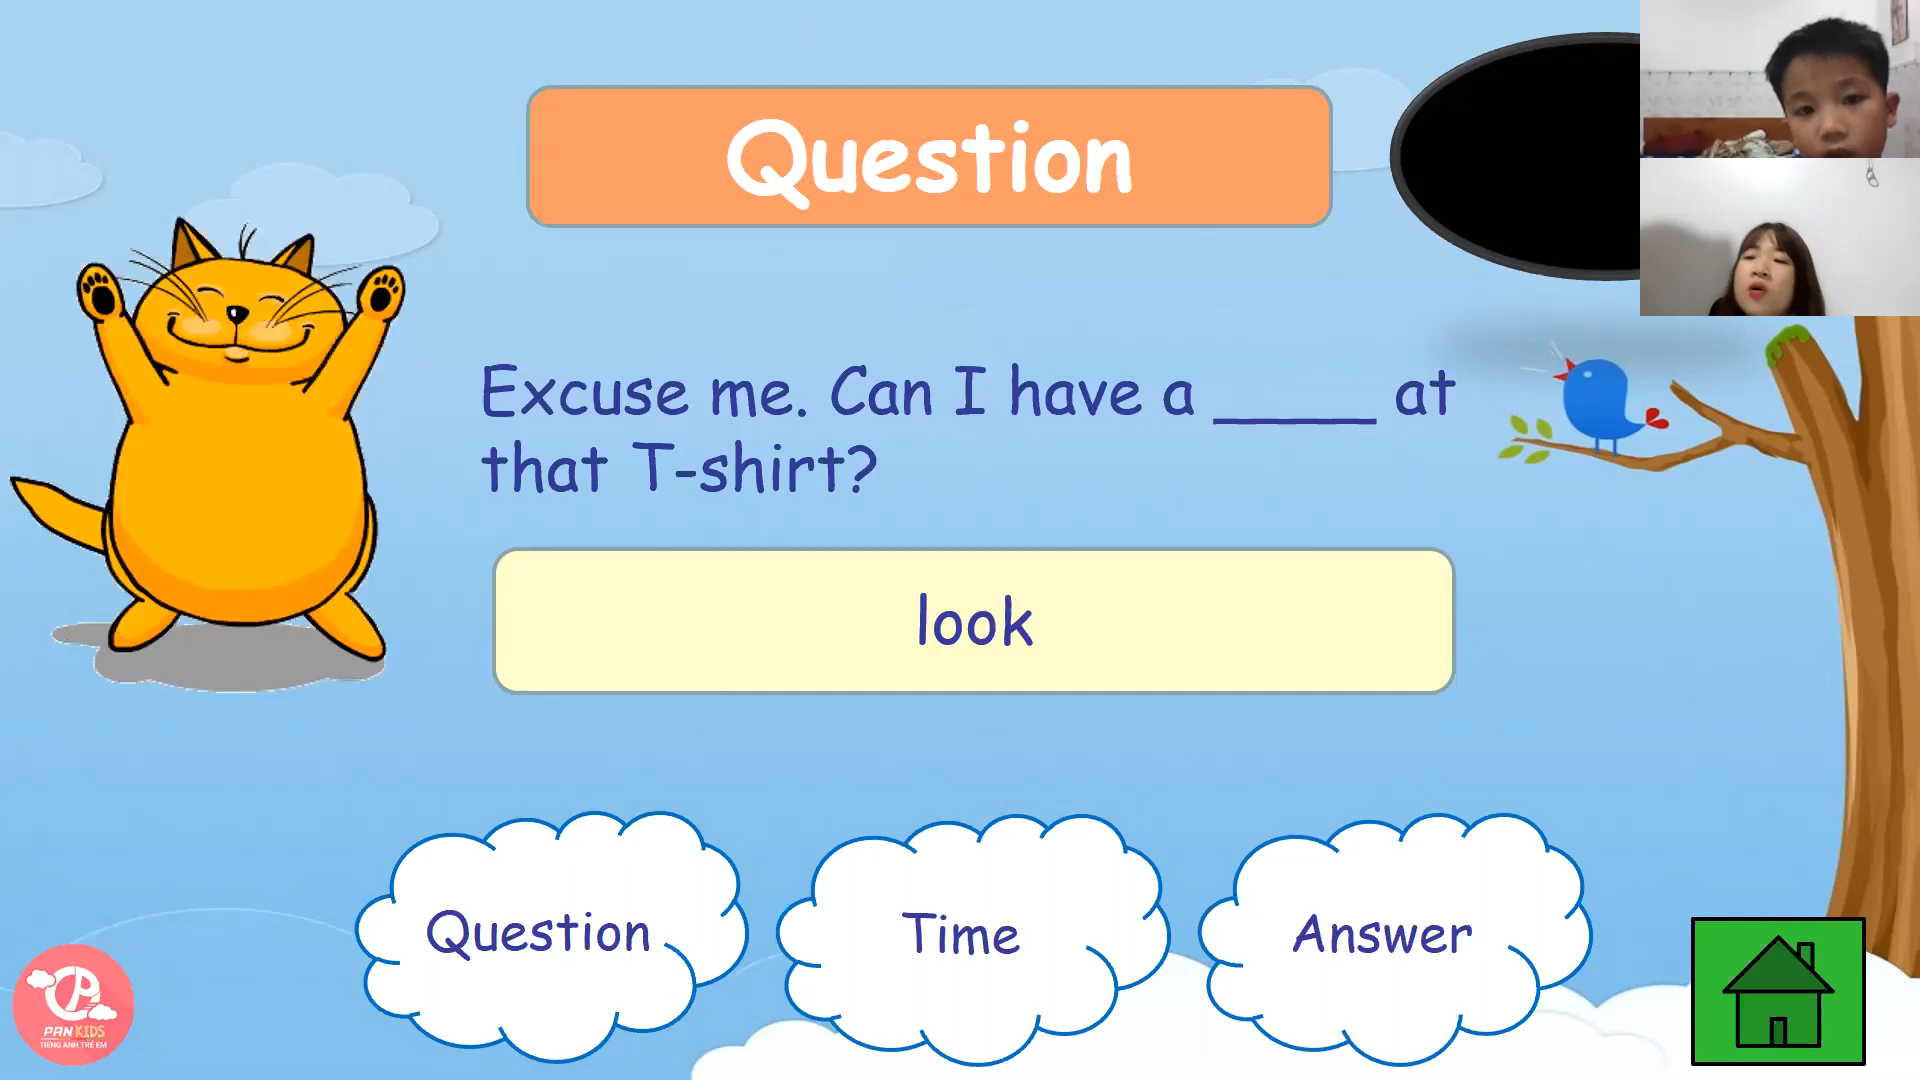 Question
Excuse me. Can I have a _____ at
that T-shirt?
look
Question
Time
Answer
PAN KIDS
TIẾNG ANH TRẺ EM